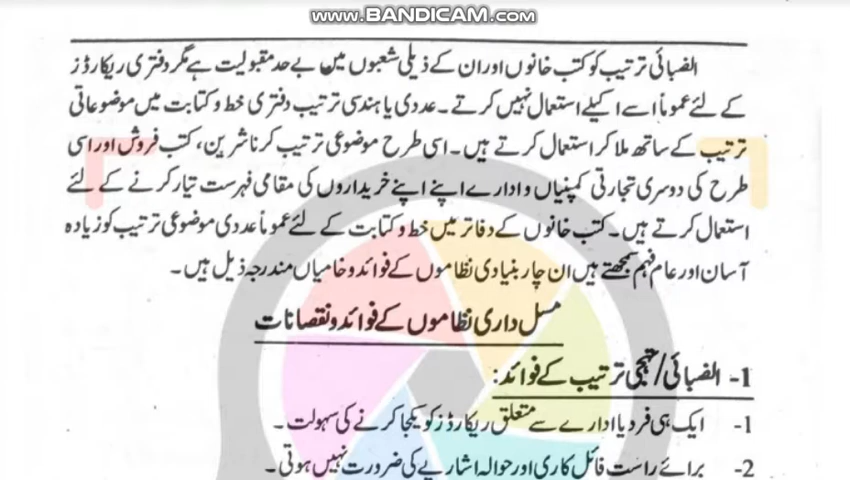 www.BANDICAM.com
الضبائی ترتیب کو کتب خانوں اور ان کے ذیلی شعبوں میں بے حد مقبولیت ہے مگر دفتری ریکارڈز
کے لئے عموماً اسے اکیلے استعمال نہیں کرتے۔ عددی یا ہندسی ترتیب دفتری خط و کتابت میں موضوعاتی
ترتیب کے ساتھ ملا کر استعمال کرتے ہیں۔ اسی طرح موضوعی ترتیب کرنا شرین، کتب فروش اور اسی
طرح کی دوسری تجارتی کمپنیاں و ادارے اپنے اپنے خریداروں کی مقامی فہرست تیار کرنے کے لئے
استعمال کرتے ہیں۔ کتب خانوں کے دفاتر میں خط و کتابت کے لئے عموماً عددی موضوعی ترتیب کو زیادہ
آسان اور عام فہم سمجھتے ہیں ان چار بنیادی نظاموں کے فوائد و خامیاں مندرجہ ذیل ہیں۔
مسل داری نظاموں کے فوائد و نقصانات
1- الضبائی/تہجی ترتیب کے فوائد:
1- ایک ہی فرد یا ادارے سے متعلق ریکارڈز کو یکجا کرنے کی سہولت۔
2- برائے راست فائل کاری اور حوالہ اشاریے کی ضرورت نہیں ہوتی۔